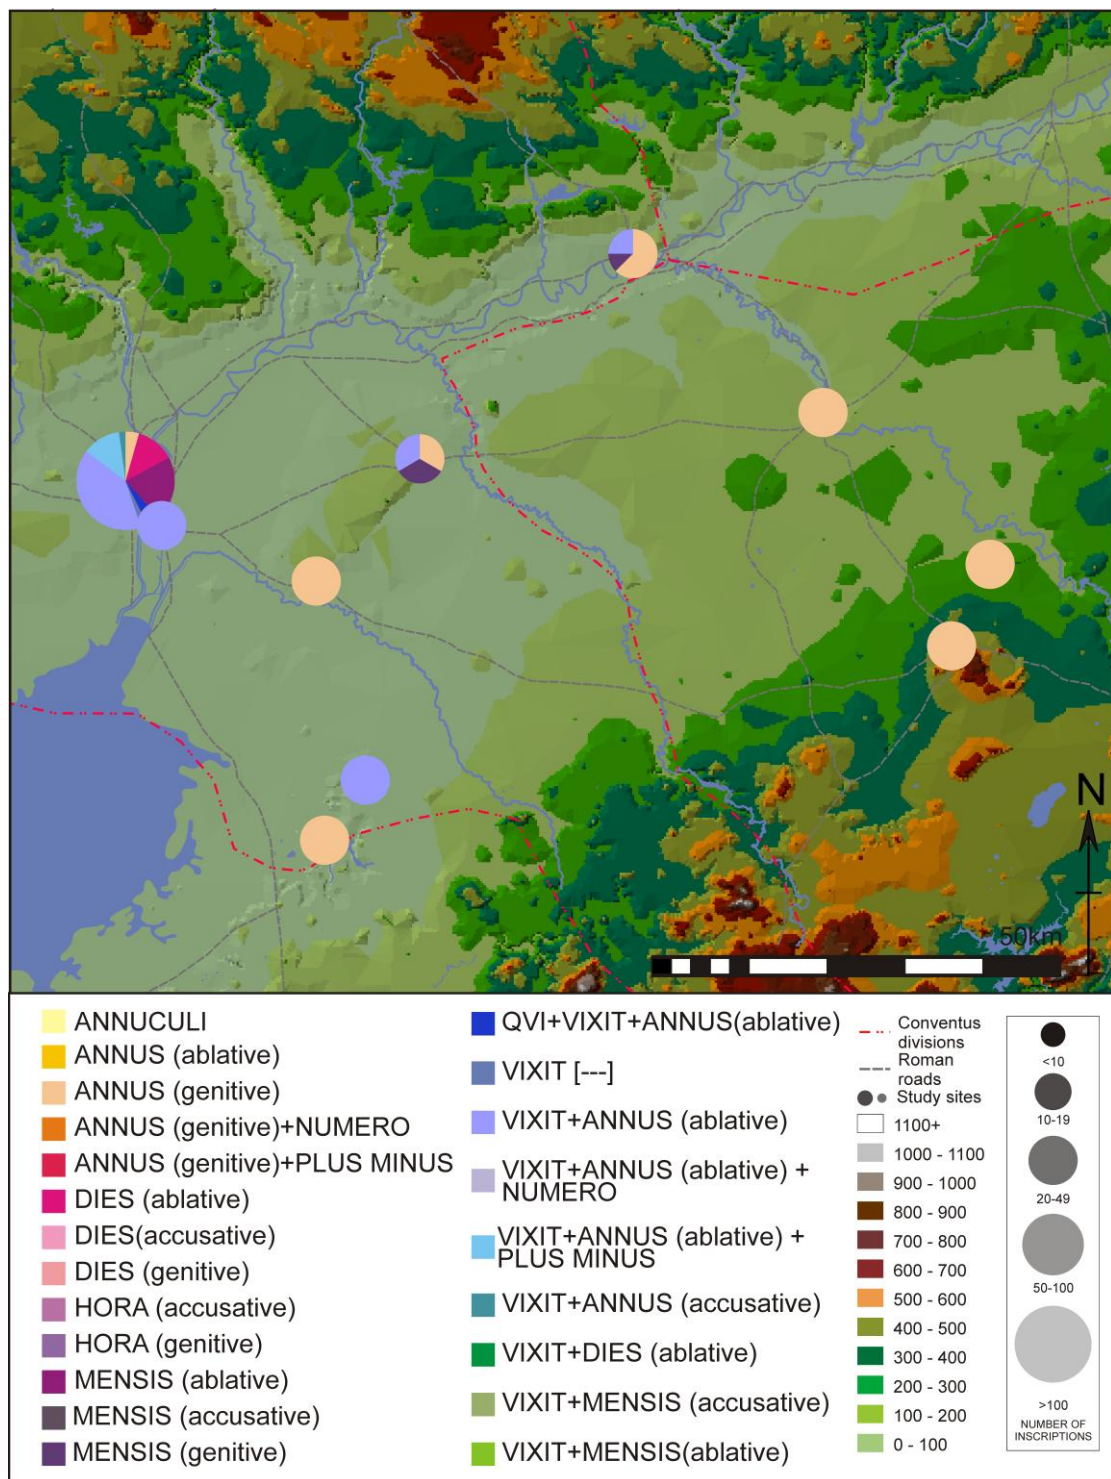 N
50km
ANNUCULI
ANNUS (ablative)
ANNUS (genitive)
ANNUS (genitive)+NUMERO
ANNUS (genitive)+PLUS MINUS
DIES (ablative)
DIES(accusative)
DIES (genitive)
HORA (accusative)
HORA (genitive)
MENSIS (ablative)
MENSIS (accusative)
MENSIS (genitive)
QVI+VIXIT+ANNUS(ablative)
VIXIT [---]
VIXIT+ANNUS (ablative)
VIXIT+ANNUS (ablative) +
NUMERO
VIXIT+ANNUS (ablative) +
PLUS MINUS
VIXIT+ANNUS (accusative)
VIXIT+DIES (ablative)
VIXIT+MENSIS (accusative)
VIXIT+MENSIS(ablative)
Conventus
divisions
Roman
roads
Study sites
1100+
1000 - 1100
900 - 1000
800 - 900
700 - 800
600 - 700
500 - 600
400 - 500
300 - 400
200 - 300
100 - 200
0 - 100
<10
10-19
20-49
50-100
>100
NUMBER OF
INSCRIPTIONS